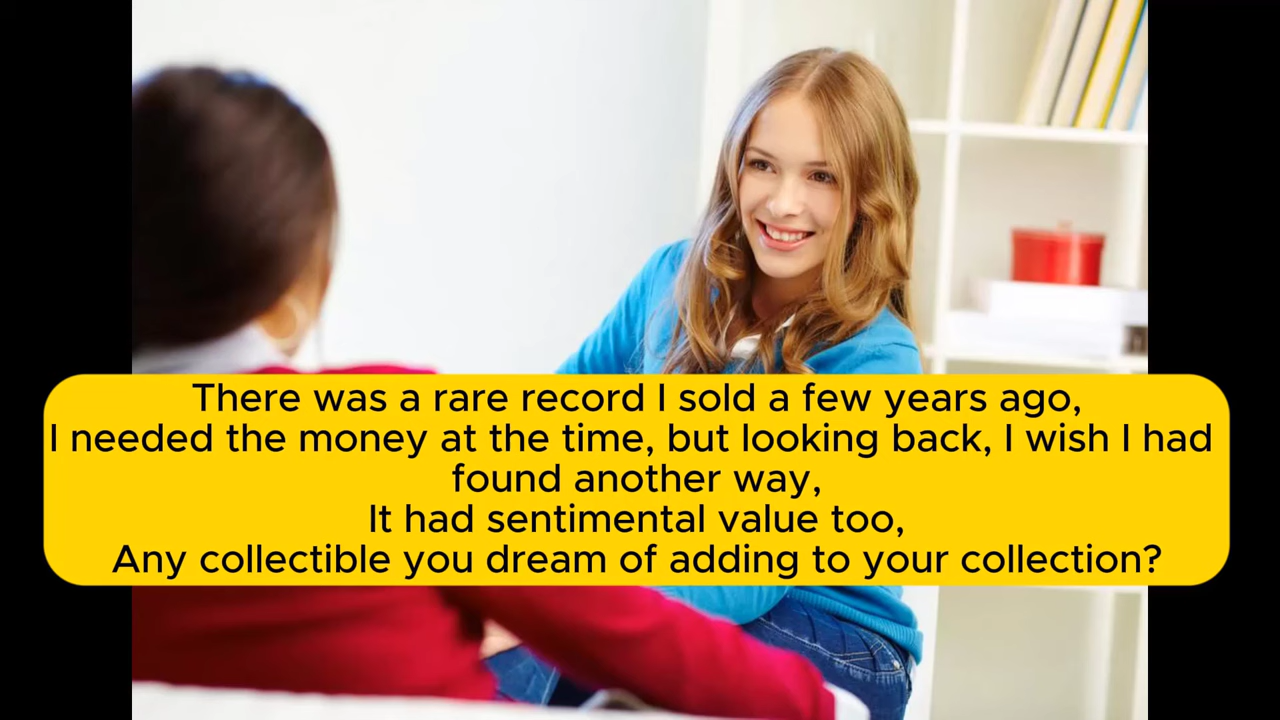 There was a rare record I sold a few years ago,
I needed the money at the time, but looking back, I wish I had
found another way,
It had sentimental value too,
Any collectible you dream of adding to your collection?